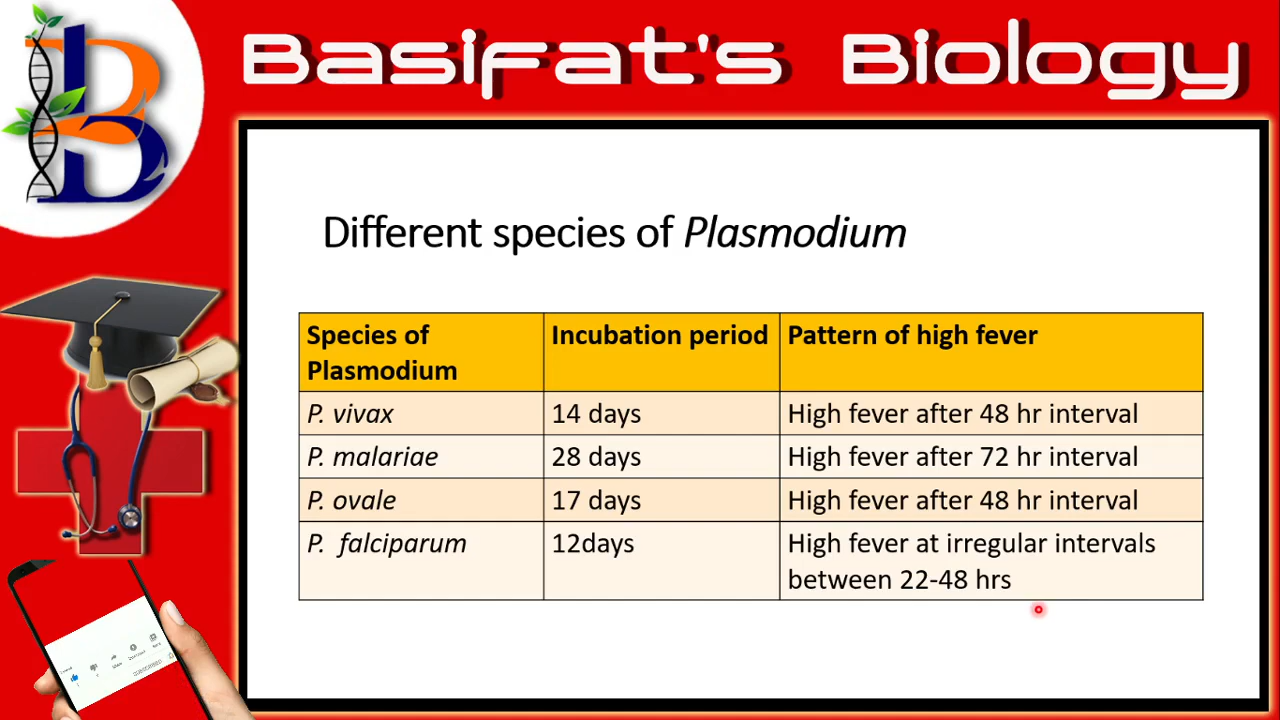 Basifat's Biology
Different species of Plasmodium
Species of Plasmodium
Incubation period
Pattern of high fever
P. vivax
14 days
High fever after 48 hr interval
P. malariae
28 days
High fever after 72 hr interval
P. ovale
17 days
High fever after 48 hr interval
P. falciparum
12days
High fever at irregular intervals
between 22-48 hrs